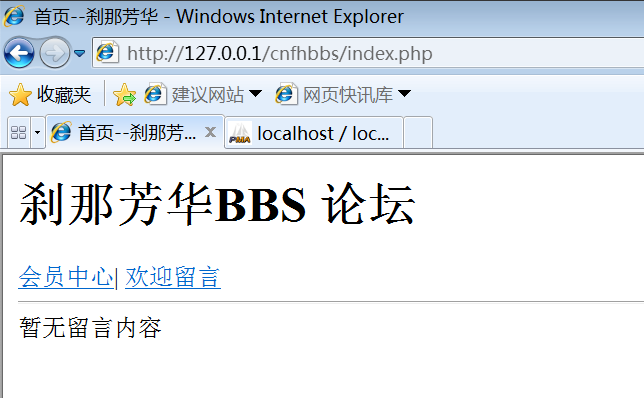 首页--刹那芳华 - Windows Internet Explorer
http://127.0.0.1/cnfhbbs/index.php
收藏夹 建议网站 网页快讯库
首页--刹那芳... x PMA localhost / loc...
刹那芳华BBS 论坛
会员中心| 欢迎留言
暂无留言内容